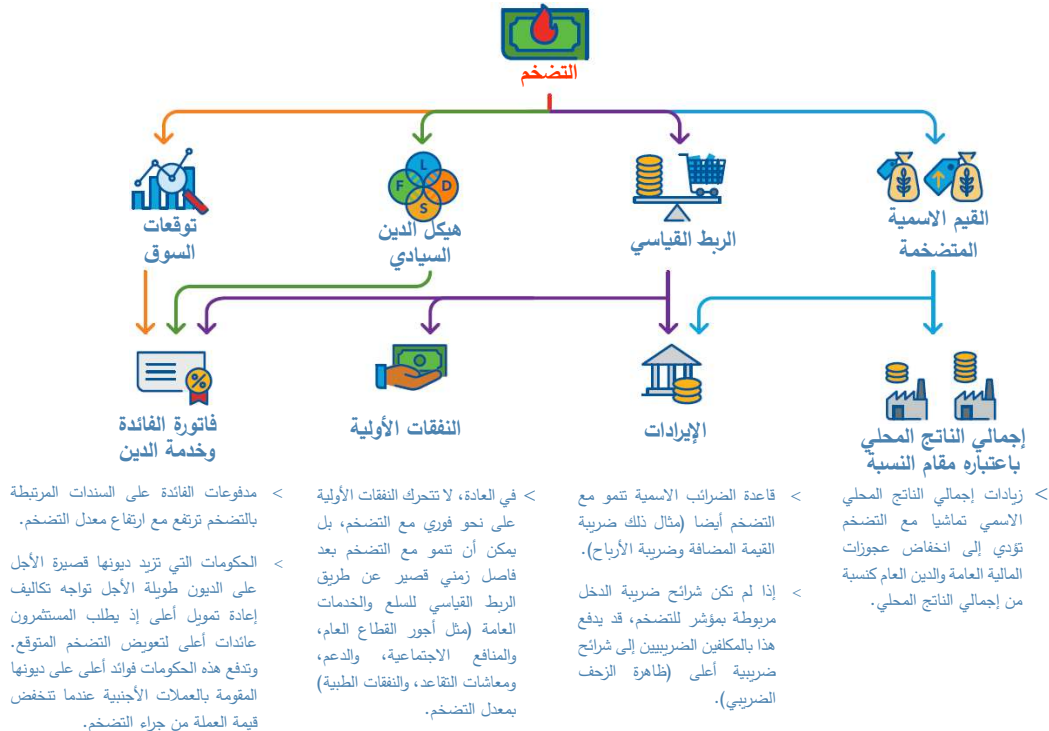 التضخم
القيم الاسمية
المتضخمة
الربط القياسي
L
F
D
S
هيكل الدين
السيادي
توقعات
السوق
إجمالي الناتج المحلي
باعتباره مقام النسبة
الإيرادات
النفقات الأولية
%
فاتورة الفائدة
وخدمة الدين
> زيادات إجمالي الناتج المحلي
الاسمي تماشيا مع التضخم
تؤدي إلى انخفاض عجوزات
المالية العامة والدين العام كنسبة
من إجمالي الناتج المحلي.
> قاعدة الضرائب الاسمية تنمو مع
التضخم أيضا (مثال ذلك ضريبة
القيمة المضافة وضريبة الأرباح).
> إذا لم تكن شرائح ضريبة الدخل
مربوطة بمؤشر للتضخم، قد يدفع
هذا بالمكلفين الضريبيين إلى شرائح
ضريبية أعلى (ظاهرة الزحف
الضريبي).
> في العادة، لا تتحرك النفقات الأولية
على نحو فوري مع التضخم، بل
يمكن أن تنمو مع التضخم بعد
فاصل زمني قصير عن طريق
الربط القياسي للسلع والخدمات
العامة (مثل أجور القطاع العام،
والمنافع الاجتماعية، والدعم،
ومعاشات التقاعد، والنفقات الطبية)
بمعدل التضخم.
> مدفوعات الفائدة على السندات المرتبطة
بالتضخم ترتفع مع ارتفاع معدل التضخم.
> الحكومات التي تزيد ديونها قصيرة الأجل
على الديون طويلة الأجل تواجه تكاليف
إعادة تمويل أعلى إذ يطلب المستثمرون
عائدات أعلى لتعويض التضخم المتوقع.
وتدفع هذه الحكومات فوائد أعلى على ديونها
المقومة بالعملات الأجنبية عندما تنخفض
قيمة العملة من جراء التضخم.